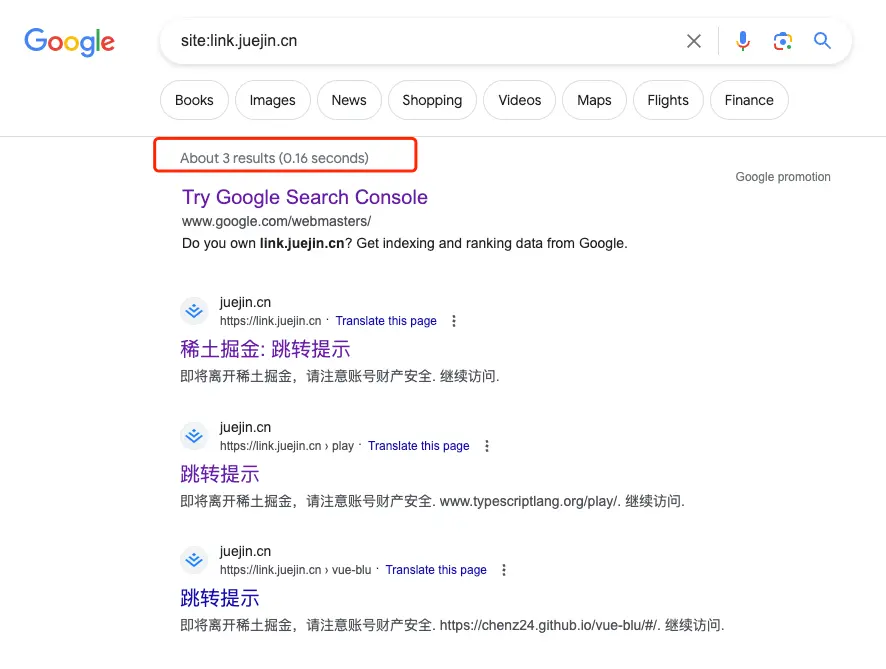 Google
site:link.juejin.cn
Books
Images
News
Shopping
Videos
Maps
Flights
Finance
About 3 results (0.16 seconds)
Google promotion
Try Google Search Console
www.google.com/webmasters/
Do you own link.juejin.cn? Get indexing and ranking data from Google.
juejin.cn
https://link.juejin.cn · Translate this page
稀土掘金: 跳转提示
即将离开稀土掘金，请注意账号财产安全. 继续访问.
juejin.cn
https://link.juejin.cn › play · Translate this page
跳转提示
即将离开稀土掘金，请注意账号财产安全. www.typescriptlang.org/play/. 继续访问.
juejin.cn
https://link.juejin.cn › vue-blu · Translate this page
跳转提示
即将离开稀土掘金，请注意账号财产安全. https://chenz24.github.io/vue-blu/#/. 继续访问.